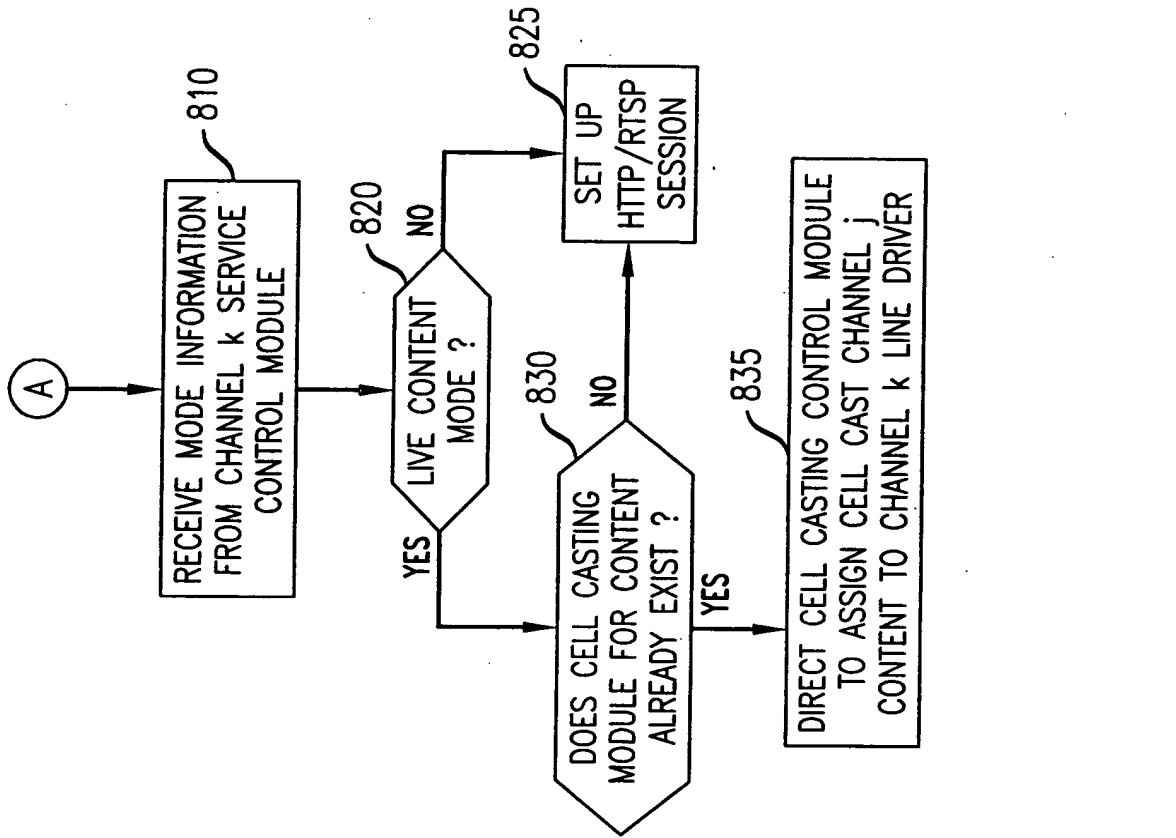 A
810
RECEIVE MODE INFORMATION
FROM CHANNEL k SERVICE
CONTROL MODULE
820
LIVE CONTENT
MODE ?
YES
NO
825
SET UP
HTTP/RTSP
SESSION
830
DOES CELL CASTING
MODULE FOR CONTENT
ALREADY EXIST ?
NO
YES
835
DIRECT CELL CASTING CONTROL MODULE
TO ASSIGN CELL CAST CHANNEL j
CONTENT TO CHANNEL k LINE DRIVER